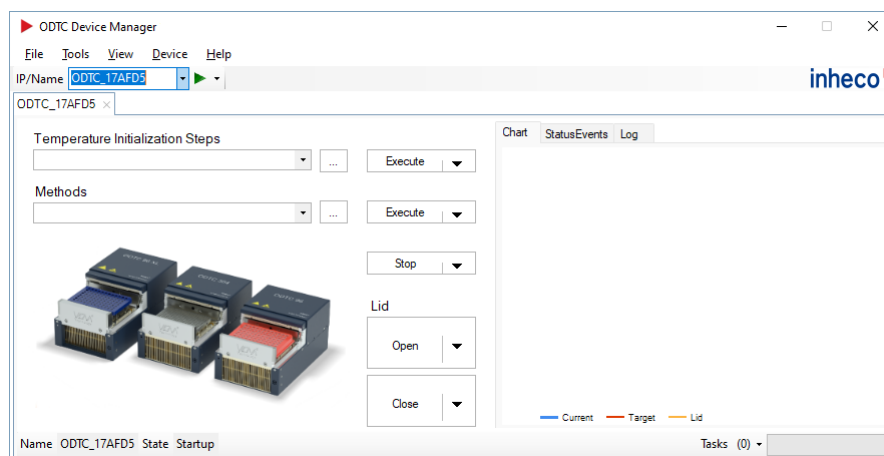 ODTC Device Manager
File Tools View Device Help
IP/Name ODTC_17AFD5
inheco
ODTC_17AFD5
Chart StatusEvents Log
Temperature Initialization Steps
... Execute
Methods
... Execute
Stop
Lid
Open
Close
Current Target Lid
Name ODTC_17AFD5 State Startup Tasks (0)